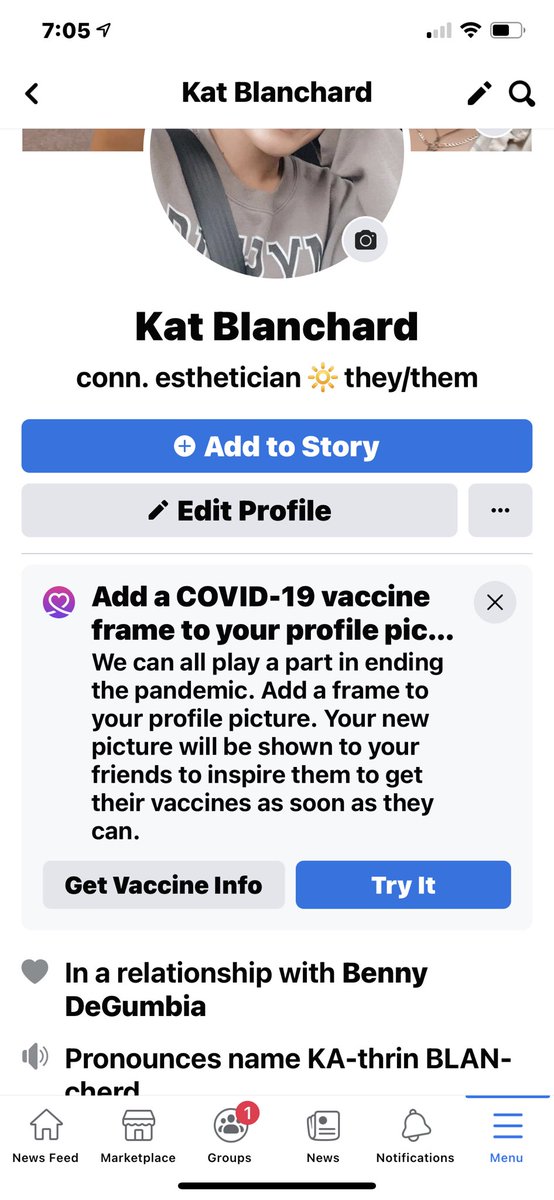 7:05
Kat Blanchard
Kat Blanchard
conn. esthetician 🔆 they/them
Add to Story
Edit Profile
Add a COVID-19 vaccine
frame to your profile pic...
We can all play a part in ending
the pandemic. Add a frame to
your profile picture. Your new
picture will be shown to your
friends to inspire them to get
their vaccines as soon as they
can.
Get Vaccine Info
Try It
In a relationship with Benny
DeGumbia
Pronounces name KA-thrin BLAN-
cherd
1
News Feed
Marketplace
Groups
News
Notifications
Menu